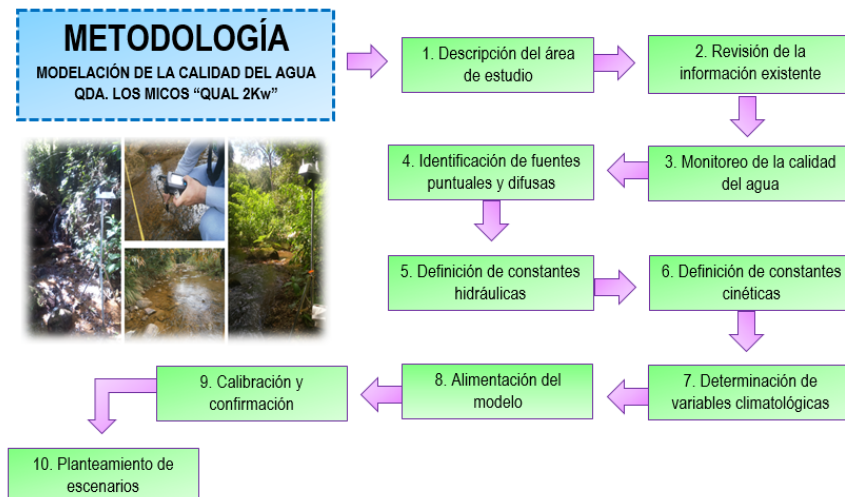 METODOLOGÍA
MODELACIÓN DE LA CALIDAD DEL AGUA
QDA. LOS MICOS “QUAL 2Kw”
1. Descripción del área
de estudio
2. Revisión de la
información existente
3. Monitoreo de la calidad
del agua
4. Identificación de fuentes
puntuales y difusas
5. Definición de constantes
hidráulicas
6. Definición de constantes
cinéticas
7. Determinación de
variables climatológicas
8. Alimentación del
modelo
9. Calibración y
confirmación
10. Planteamiento de
escenarios